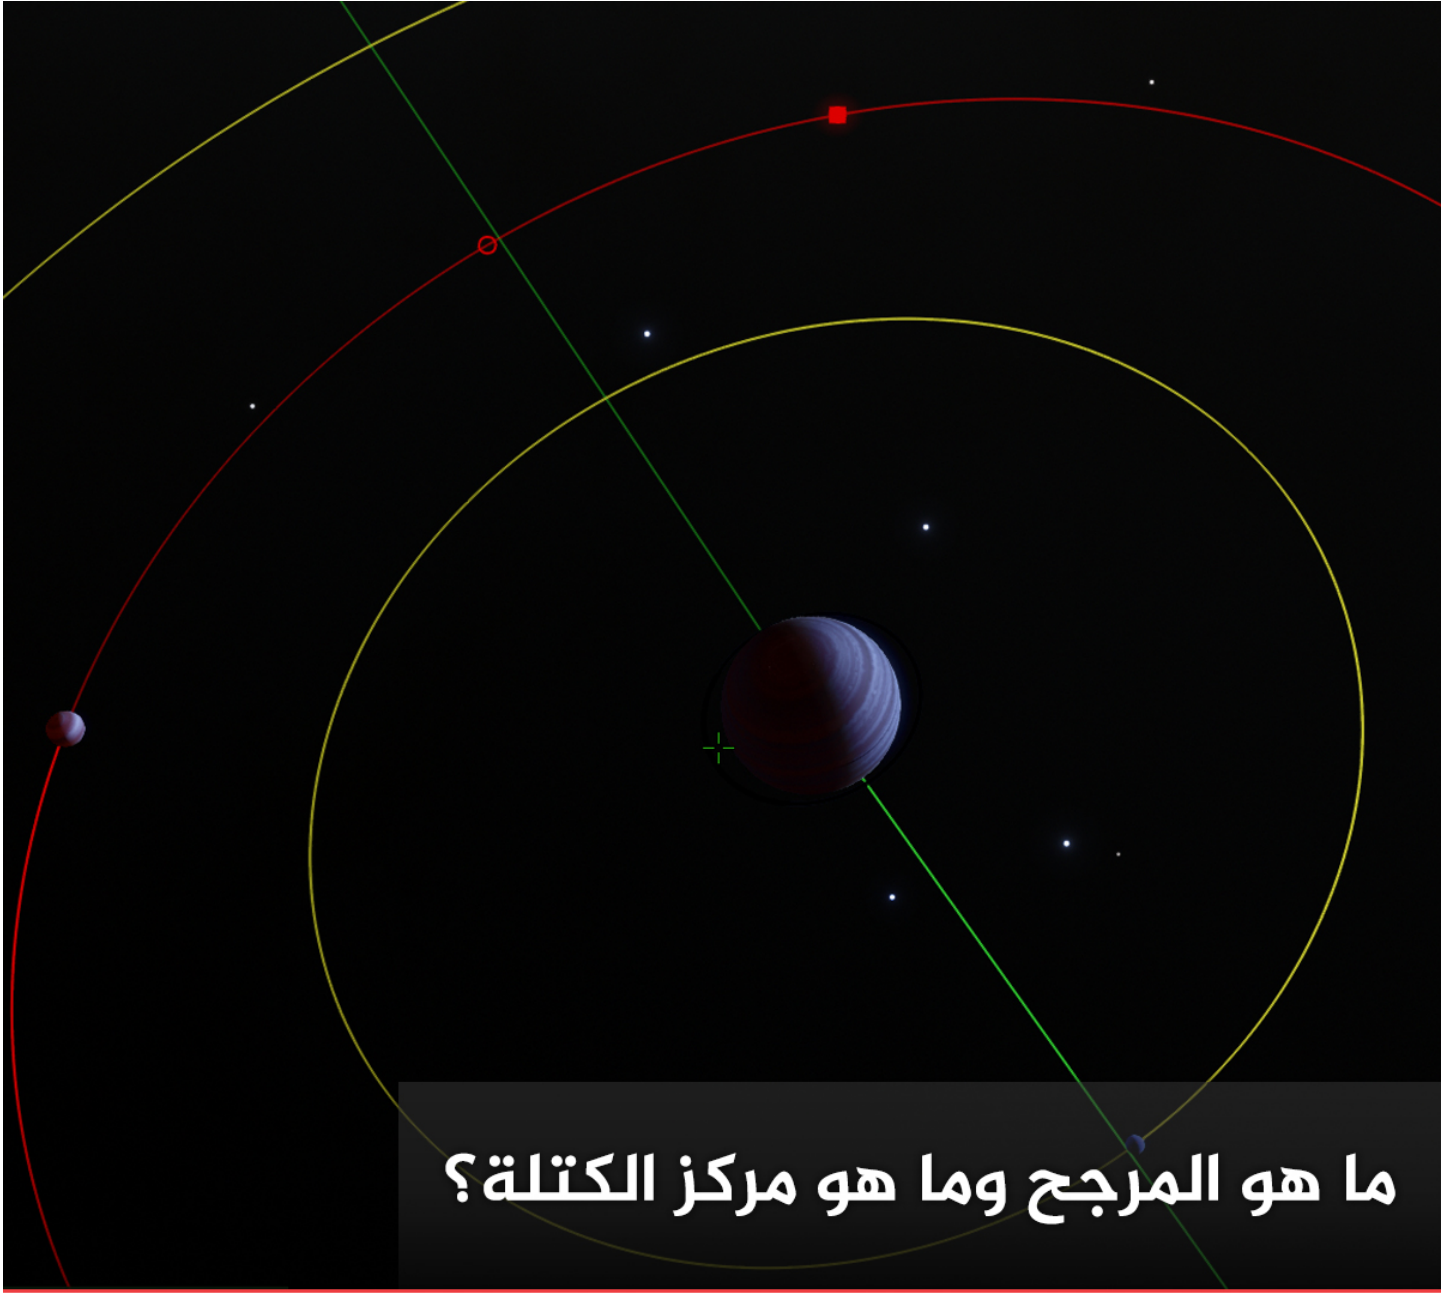 ما هو المرجح وما هو مركز الكتلة؟